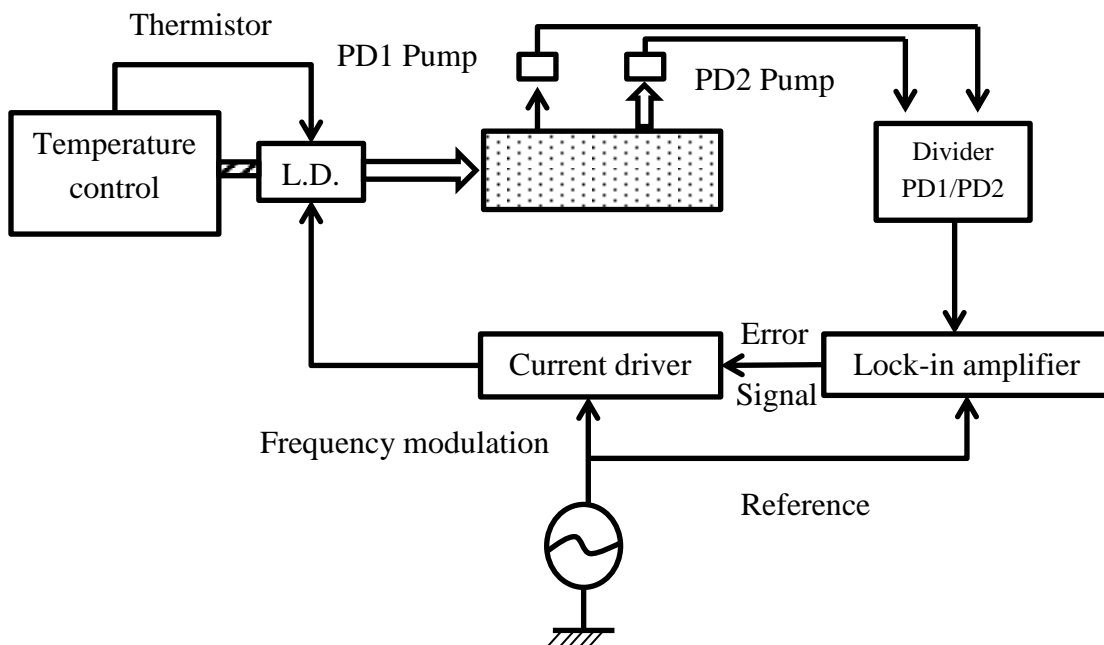 Thermistor
PD1 Pump
PD2 Pump
Temperature
control
L.D.
Divider
PD1/PD2
Error
Signal
Current driver
Lock-in amplifier
Frequency modulation
Reference